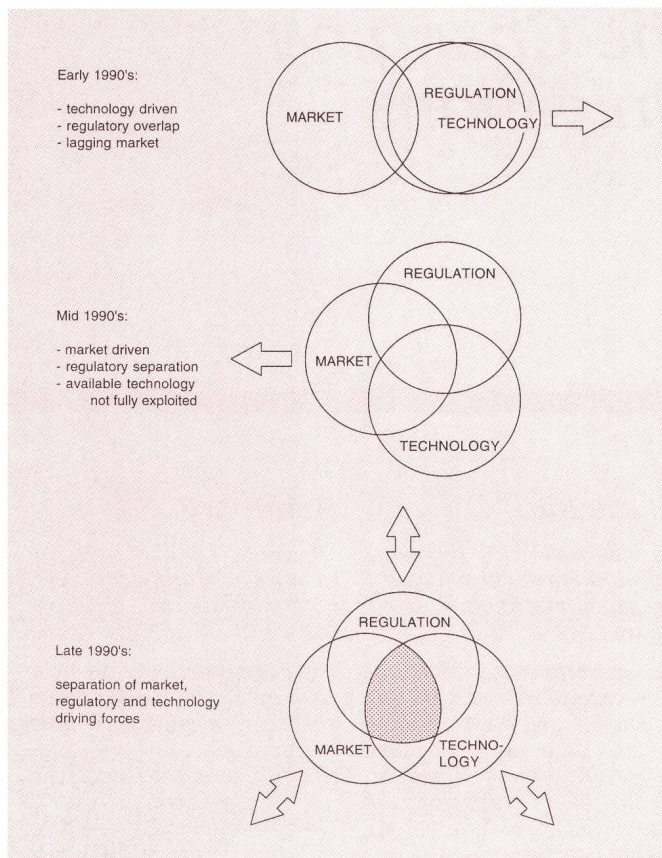 Early 1990's:
- technology driven
- regulatory overlap
- lagging market
MARKET
REGULATION
TECHNOLOGY
Mid 1990's:
- market driven
- regulatory separation
- available technology
not fully exploited
REGULATION
MARKET
TECHNOLOGY
Late 1990's:
separation of market,
regulatory and technology
driving forces
REGULATION
MARKET
TECHNO-
LOGY